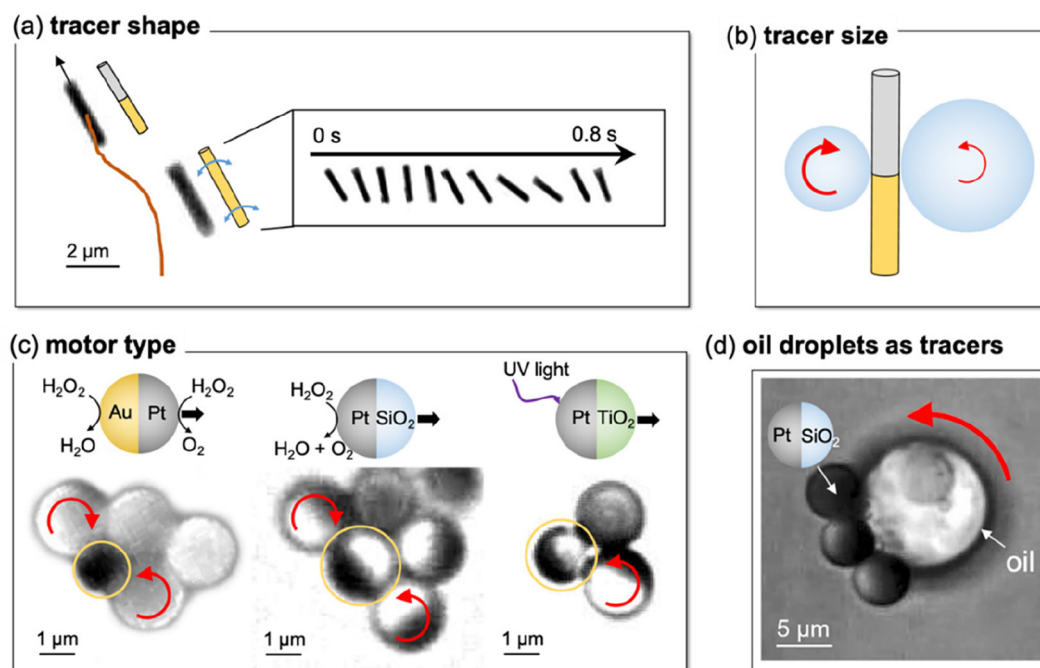 (a) tracer shape
0 s
0.8 s
2 μm
(b) tracer size
(c) motor type
H₂O₂
H₂O₂
Au
Pt
H₂O
O₂
H₂O₂
Pt
SiO₂
H₂O + O₂
UV light
Pt
TiO₂
1 μm
1 μm
1 μm
(d) oil droplets as tracers
Pt
SiO₂
oil
5 μm